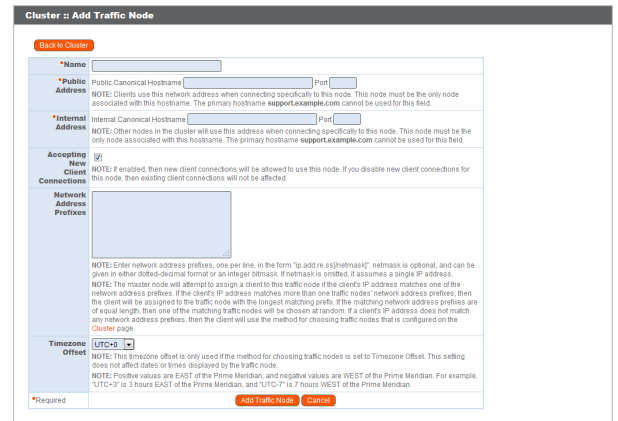 Cluster :: Add Traffic Node
Back to Cluster
*Name
*Public Address
Public Canonical Hostname Port
NOTE: Clients use this network address when connecting specifically to this node. This node must be the only node
associated with this hostname. The primary hostname support.example.com cannot be used for this field.
*Internal Address
Internal Canonical Hostname Port
NOTE: Other nodes in the cluster will use this address when connecting specifically to this node. This node must be the
only node associated with this hostname. The primary hostname support.example.com cannot be used for this field.
Accepting
New
Client
Connections
NOTE: If enabled, then new client connections will be allowed to use this node. If you disable new client connections for
this node, then existing client connections will not be affected.
Network
Address
Prefixes
NOTE: Enter network address prefixes, one per line, in the form "ip.add.re.ss[/netmask]". netmask is optional, and can be
given in either dotted-decimal format or an integer bitmask. If netmask is omitted, it assumes a single IP address.
NOTE: The master node will attempt to assign a client to this traffic node if the client's IP address matches one of the
network address prefixes. If the client's IP address matches more than one traffic nodes' network address prefixes, then
the client will be assigned to the traffic node with the longest matching prefix. If the matching network address prefixes are
of equal length, then one of the matching traffic nodes will be chosen at random. If a client's IP address does not match
any network address prefixes, then the client will use the method for choosing traffic nodes that is configured on the
Cluster page.
Timezone
Offset
UTC+0
NOTE: This timezone offset is only used if the method for choosing traffic nodes is set to Timezone Offset. This setting
does not affect dates or times displayed by the traffic node.
NOTE: Positive values are EAST of the Prime Meridian, and negative values are WEST of the Prime Meridian. For example,
"UTC+3" is 3 hours EAST of the Prime Meridian, and "UTC-7" is 7 hours WEST of the Prime Meridian.
*Required
Add Traffic Node Cancel